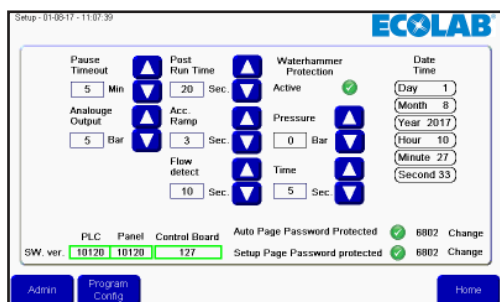 Setup - 01-08-17 - 11:07:39
ECOLAB
Pause Timeout
5 Min
Post Run Time
20 Sec.
Waterhammer Protection
Active
Date Time
Day 1
Month 8
Year 2017
Hour 10
Minute 27
Second 33
Analouge Output
5 Bar
Acc. Ramp
3 Sec.
Pressure
0 Bar
Flow detect
10 Sec.
Time
5 Sec.
PLC Panel Control Board
SW. ver. 10120 10120 127
Auto Page Password Protected 6802 Change
Setup Page Password protected 6802 Change
Admin
Program Config
Home